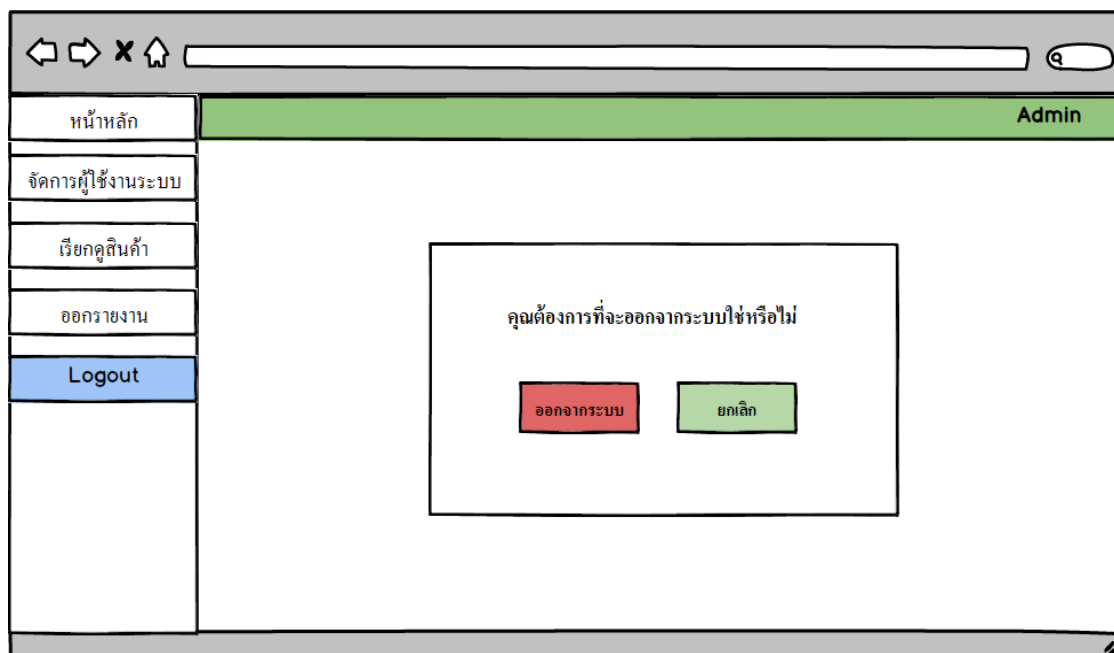 หน้าหลัก
Admin
จัดการผู้ใช้งานระบบ
เรียกดูสินค้า
ออกรายงาน
Logout
คุณต้องการที่จะออกจากระบบใช่หรือไม่
ออกจากระบบ
ยกเลิก